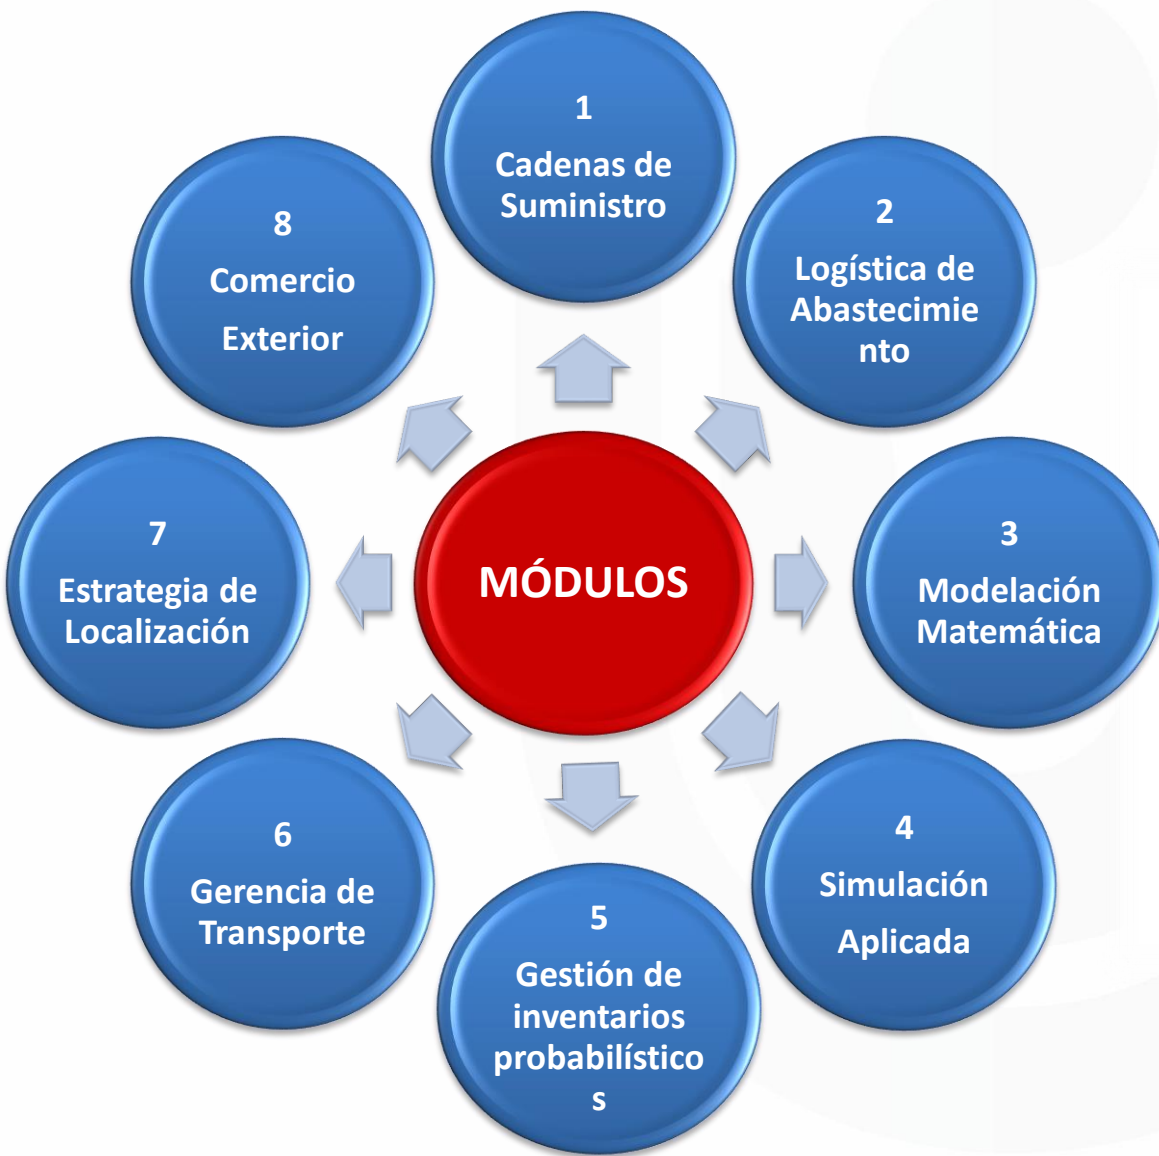 1
Cadenas de
Suministro
2
Logística de
Abastecimie
nto
3
Modelación
Matemática
4
Simulación
Aplicada
5
Gestión de
inventarios
probabilístico
s
6
Gerencia de
Transporte
7
Estrategia de
Localización
8
Comercio
Exterior
MÓDULOS